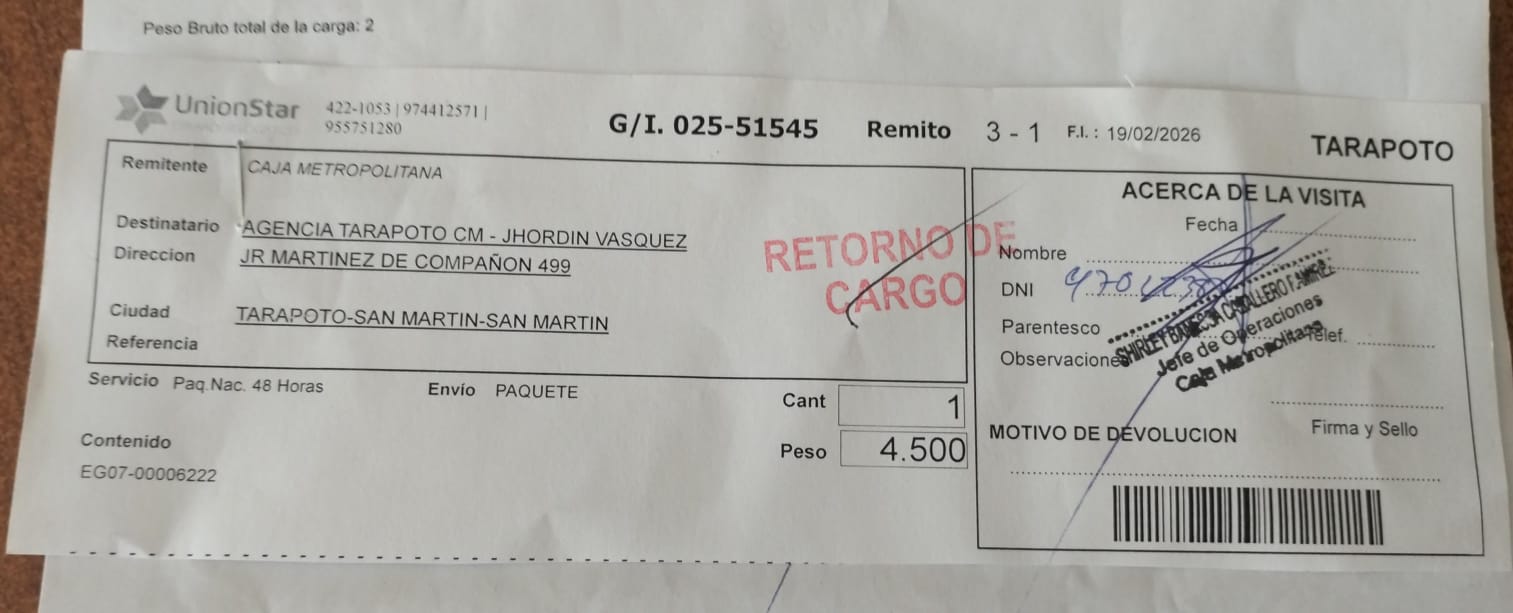 Peso Bruto total de la carga: 2
UnionStar
422-1053 | 974412571 |
955751280
G/I. 025-51545
Remito 3 - 1
F.I. : 19/02/2026
TARAPOTO
Remitente CAJA METROPOLITANA
Destinatario AGENCIA TARAPOTO CM - JHORDIN VASQUEZ
Direccion JR MARTINEZ DE COMPAÑON 499
Ciudad TARAPOTO-SAN MARTIN-SAN MARTIN
Referencia
RETORNO DE
CARGO
Servicio Paq.Nac. 48 Horas
Envío PAQUETE
Cant 1
Peso 4.500
Contenido
EG07-00006222
ACERCA DE LA VISITA
Fecha
Nombre
DNI
Parentesco
Telef.
Observaciones
SHIRLEY CABALLERO
Jefe de Operaciones
Caja Metropolitana
Firma y Sello
MOTIVO DE DEVOLUCION